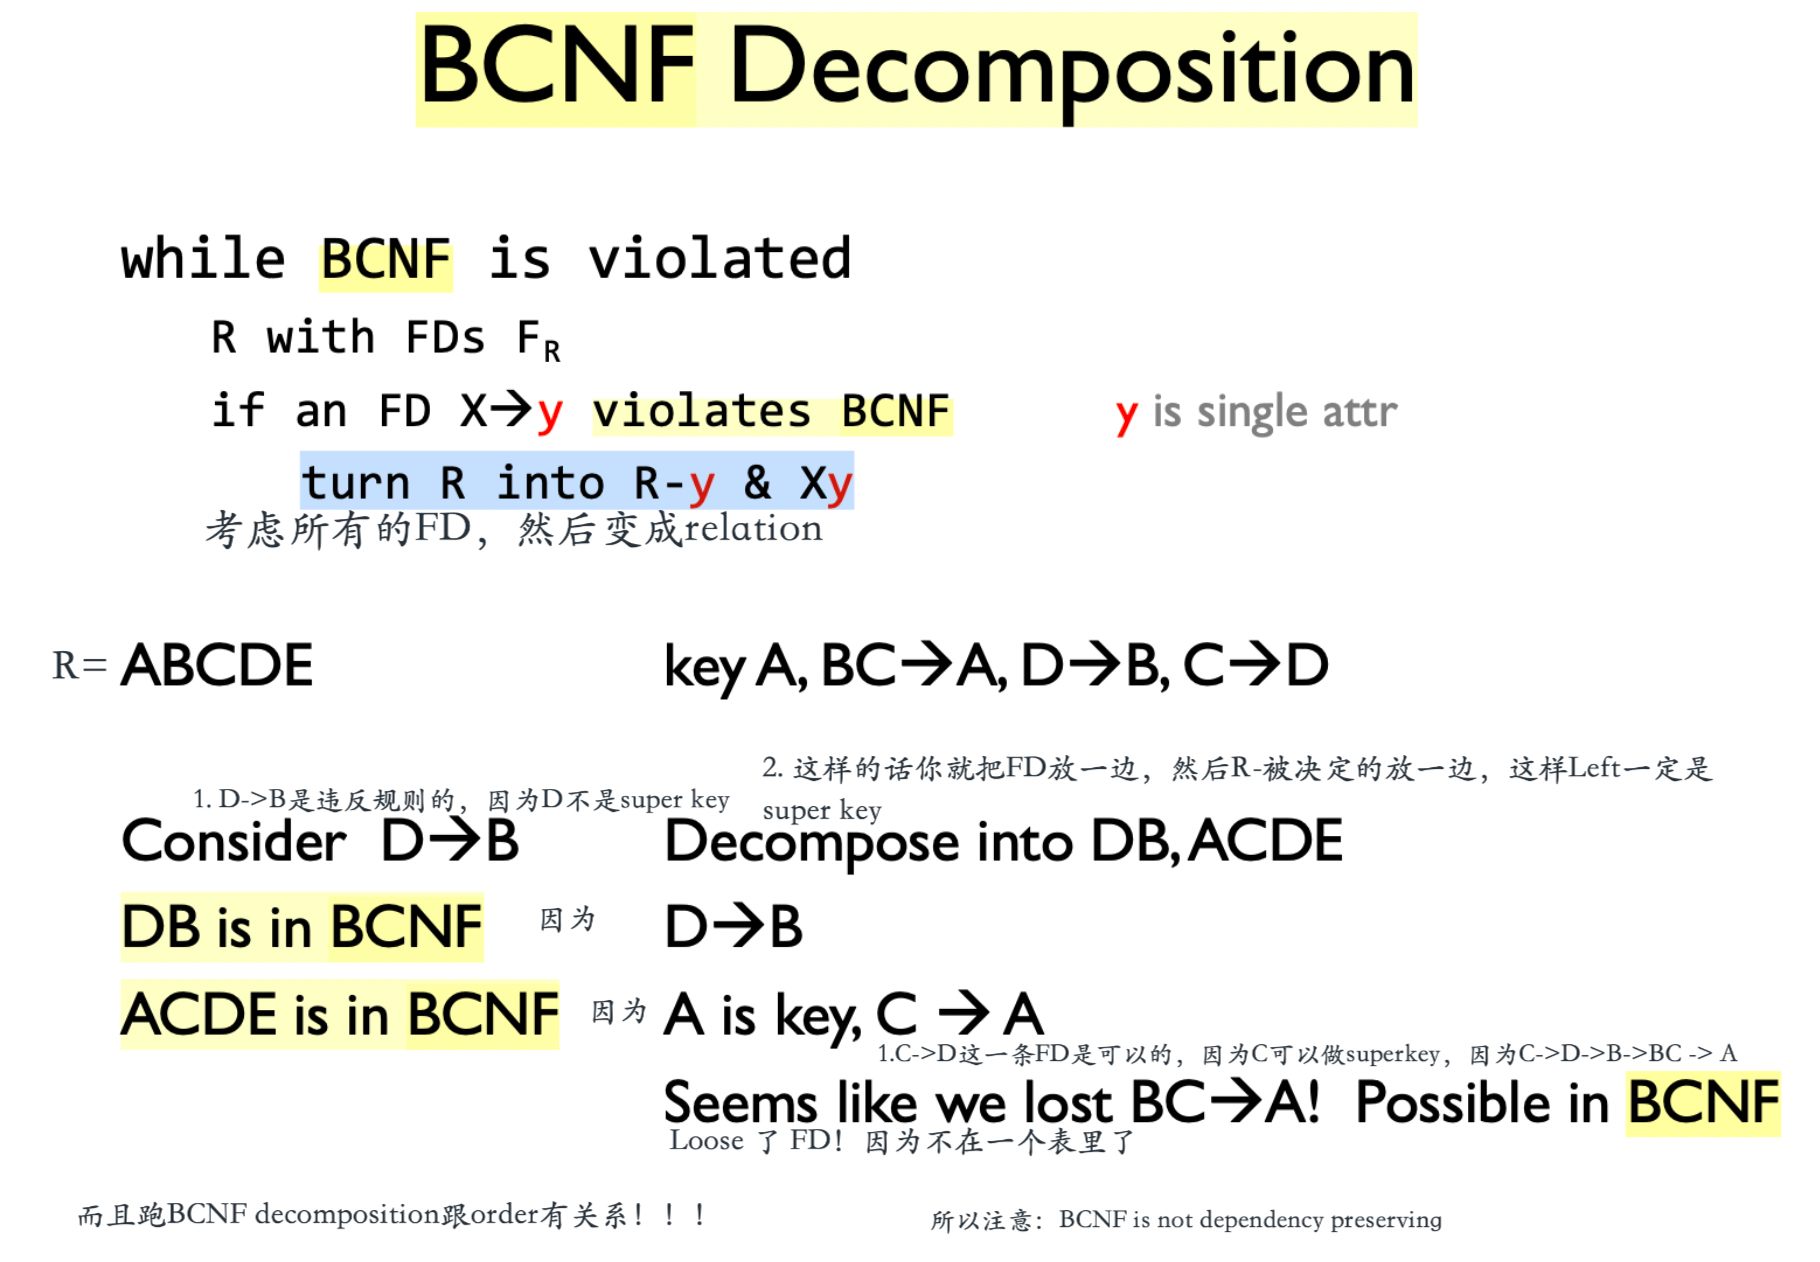 BCNF Decomposition
while BCNF is violated
R with FDs FR
if an FD X→y violates BCNF y is single attr
turn R into R-y & Xy
考虑所有的FD，然后变成relation
R= ABCDE key A, BC→A, D→B, C→D
1. D->B是违反规则的，因为D不是super key
2. 这样的话你就把FD放一边，然后R-被决定的放一边，这样Left一定是
super key
Consider D→B Decompose into DB, ACDE
DB is in BCNF 因为 D→B
ACDE is in BCNF 因为 A is key, C → A
1.C->D这一条FD是可以的，因为C可以做superkey，因为C->D->B->BC -> A
Seems like we lost BC→A! Possible in BCNF
Loose 了 FD！因为不在一个表里了
而且跑BCNF decomposition跟order有关系！！！
所以注意：BCNF is not dependency preserving